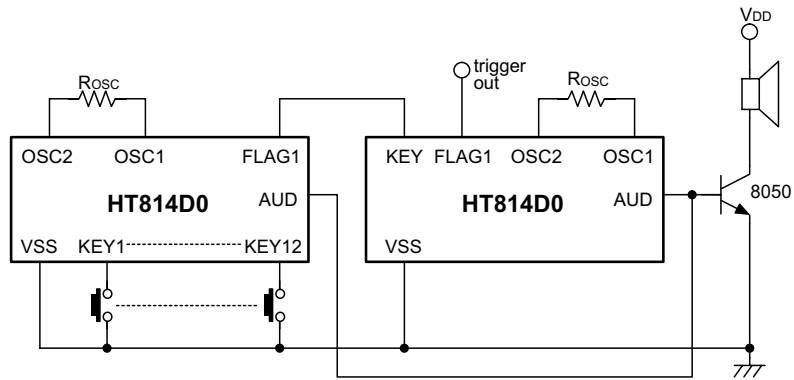 VDD
trigger
out
ROSC
ROSC
OSC2 OSC1 FLAG1
KEY FLAG1 OSC2 OSC1
HT814D0
AUD
HT814D0
AUD
8050
VSS KEY1 KEY12
VSS